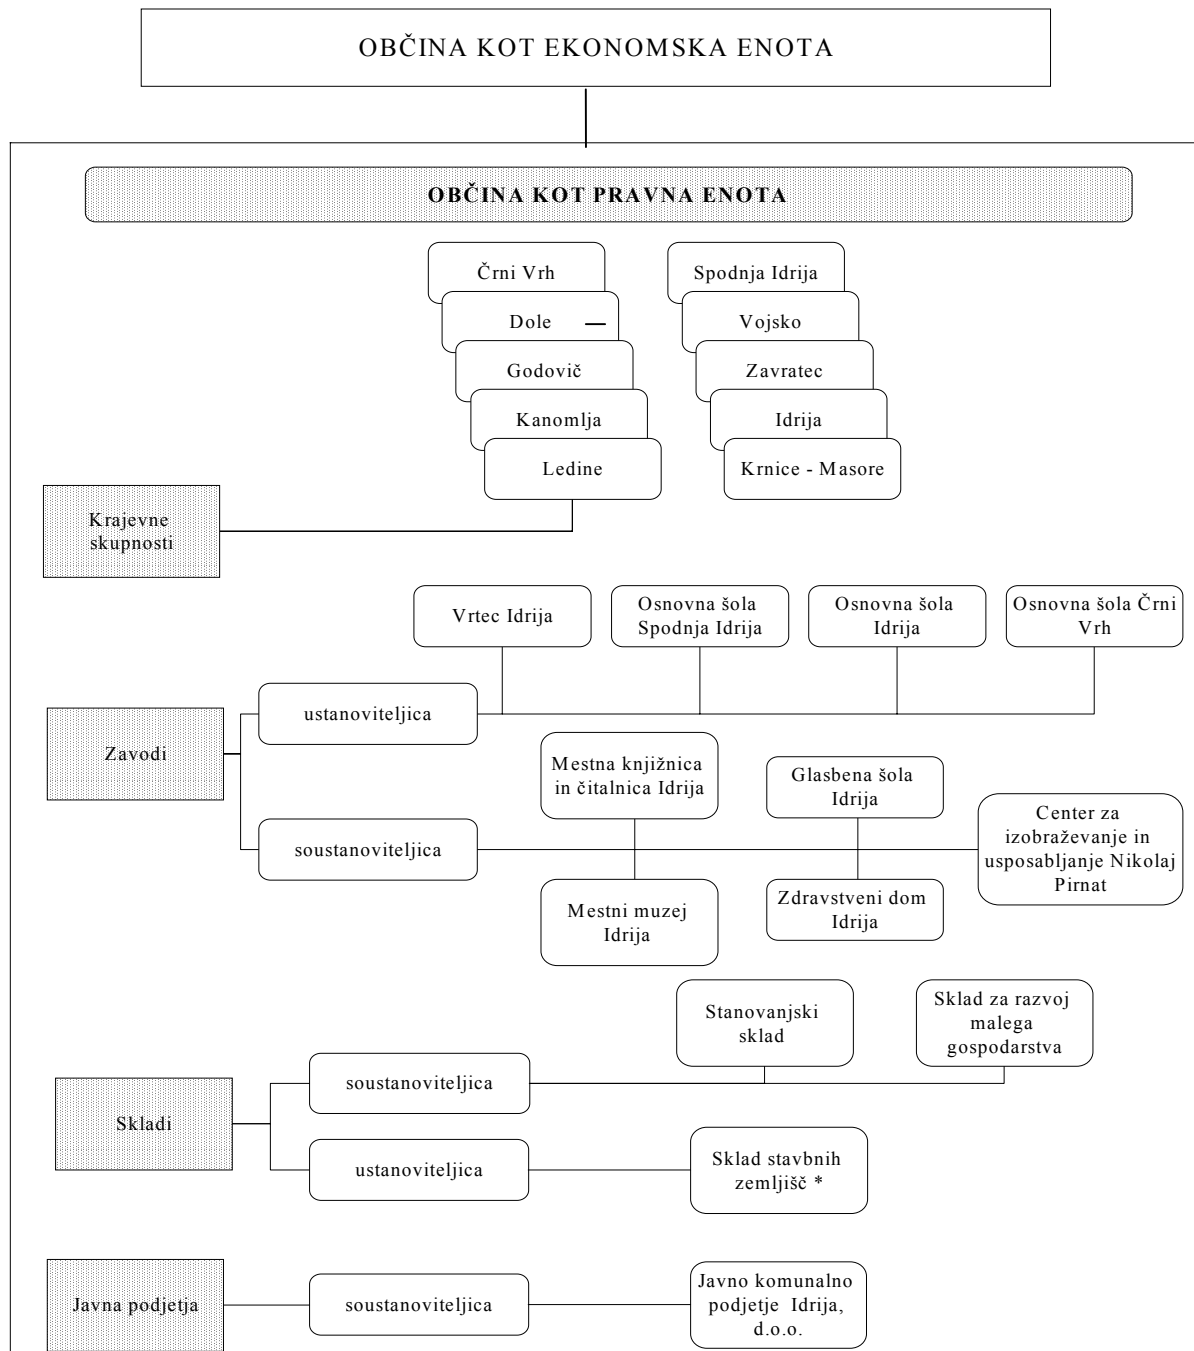 OBČINA KOT EKONOMSKA ENOTA
OBČINA KOT PRAVNA ENOTA
Črni Vrh
Dole
Godovič
Kanomlja
Ledine
Spodnja Idrija
Vojsko
Zavratec
Idrija
Krnice - Masore
Krajevne
skupnosti
Vrtec Idrija
Osnovna šola
Spodnja Idrija
Osnovna šola
Idrija
Osnovna šola Črni
Vrh
ustanoviteljica
Zavodi
Mestna knjižnica
in čitalnica Idrija
Glasbena šola
Idrija
soustanoviteljica
Center za
izobraževanje in
usposabljanje Nikolaj
Pirnat
Mestni muzej
Idrija
Zdravstveni dom
Idrija
Stanovanjski
sklad
Sklad za razvoj
malega
gospodarstva
soustanoviteljica
Skladi
ustanoviteljica
Sklad stavbnih
zemljišč *
Javna podjetja
soustanoviteljica
Javno komunalno
podjetje Idrija,
d.o.o.